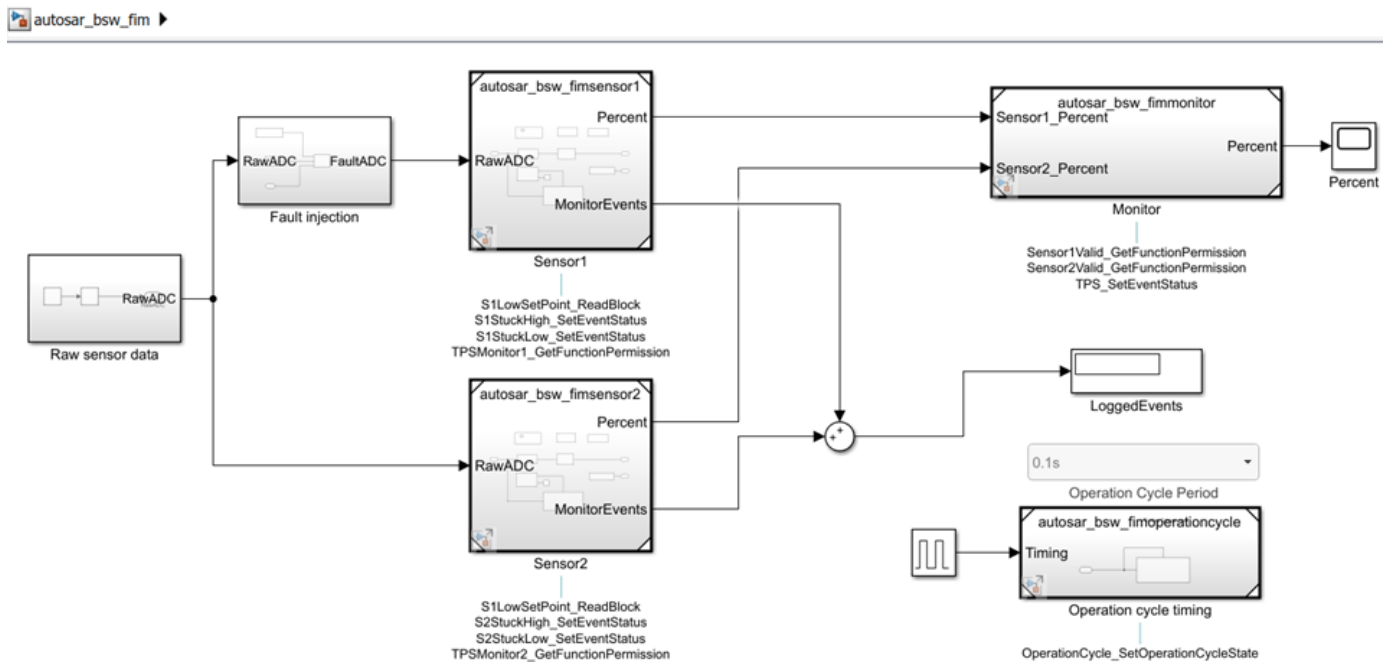 autosar_bsw_fim
autosar_bsw_fimsensor1
Percent
RawADC
MonitorEvents
Sensor1
S1LowSetPoint_ReadBlock
S1StuckHigh_SetEventStatus
S1StuckLow_SetEventStatus
TPSMonitor1_GetFunctionPermission
autosar_bsw_fimmonitor
Sensor1_Percent
Sensor2_Percent
Percent
Monitor
Percent
Sensor1Valid_GetFunctionPermission
Sensor2Valid_GetFunctionPermission
TPS_SetEventStatus
RawADC
FaultADC
Fault injection
RawADC
Raw sensor data
autosar_bsw_fimsensor2
Percent
RawADC
MonitorEvents
Sensor2
S1LowSetPoint_ReadBlock
S2StuckHigh_SetEventStatus
S2StuckLow_SetEventStatus
TPSMonitor2_GetFunctionPermission
+
+
LoggedEvents
0.1s
Operation Cycle Period
autosar_bsw_fimoperationcycle
Timing
Operation cycle timing
OperationCycle_SetOperationCycleState